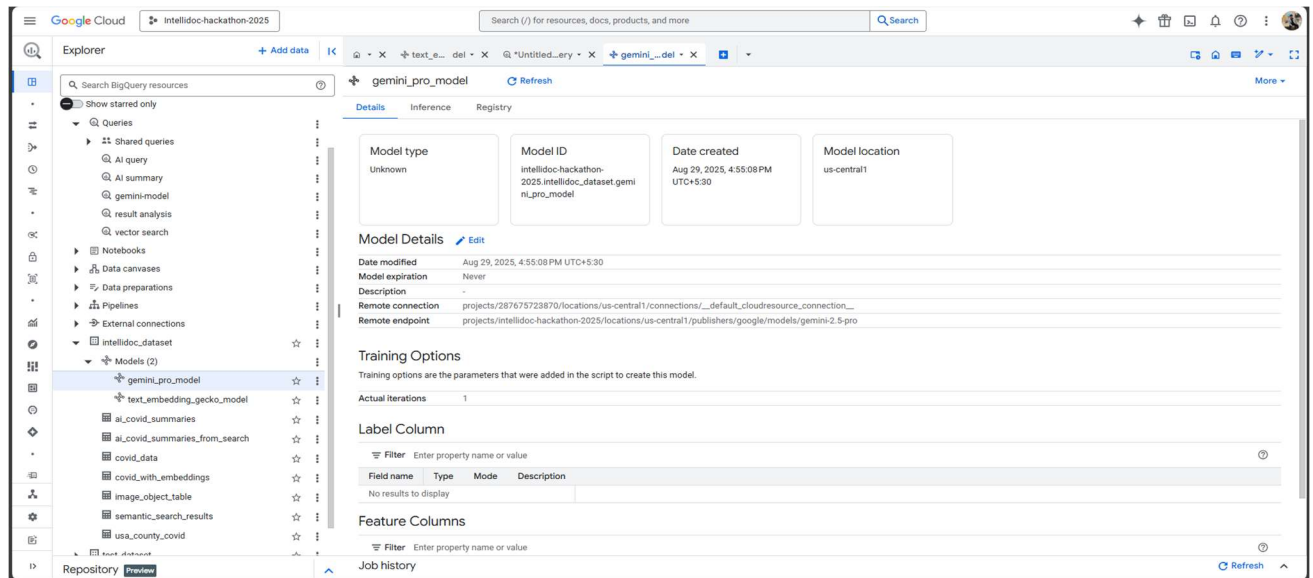 Google Cloud
Intellidoc-hackathon-2025
Search (/) for resources, docs, products, and more
Search
Explorer
+ Add data
text_e... del
*Untitled...ery
gemini_...del
Search BigQuery resources
Show starred only
Queries
Shared queries
AI query
AI summary
gemini-model
result analysis
vector search
Notebooks
Data canvases
Data preparations
Pipelines
External connections
intellidoc_dataset
Models (2)
gemini_pro_model
text_embedding_gecko_model
ai_covid_summaries
ai_covid_summaries_from_search
covid_data
covid_with_embeddings
image_object_table
semantic_search_results
usa_county_covid
test_dataset
Repository Preview
gemini_pro_model
Refresh
More
Details Inference Registry
Model type
Unknown
Model ID
intellidoc-hackathon-
2025.intellidoc_dataset.gemi
ni_pro_model
Date created
Aug 29, 2025, 4:55:08 PM
UTC+5:30
Model location
us-central1
Model Details Edit
Date modified Aug 29, 2025, 4:55:08 PM UTC+5:30
Model expiration Never
Description -
Remote connection projects/287675723870/locations/us-central1/connections/__default_cloudresource_connection__
Remote endpoint projects/intellidoc-hackathon-2025/locations/us-central1/publishers/google/models/gemini-2.5-pro
Training Options
Training options are the parameters that were added in the script to create this model.
Actual iterations 1
Label Column
Filter Enter property name or value
Field name Type Mode Description
No results to display
Feature Columns
Filter Enter property name or value
Job history
Refresh